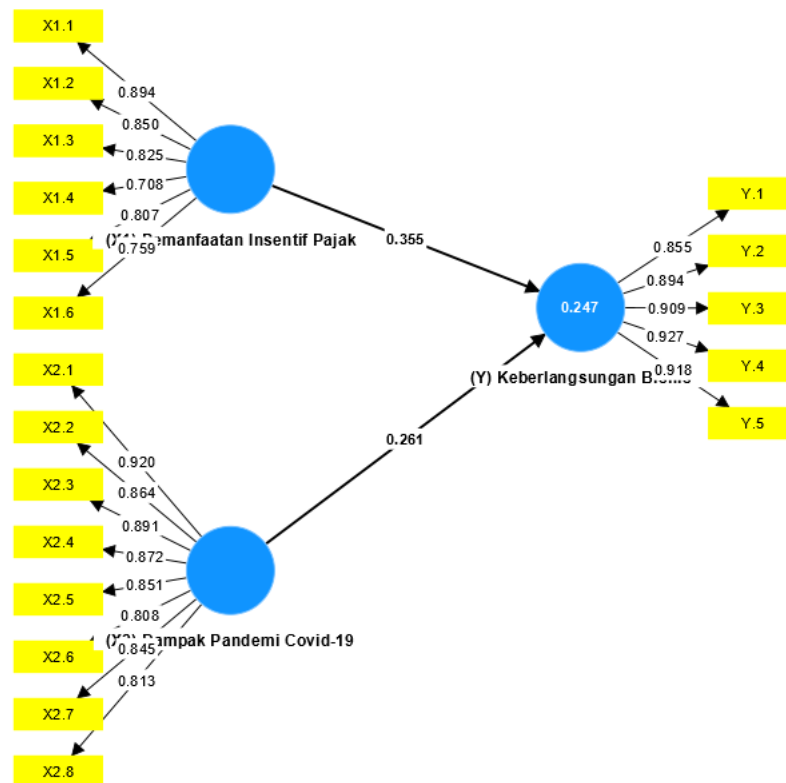 X1.1
X1.2
X1.3
X1.4
X1.5
X1.6
0.894
0.850
0.825
0.708
0.807
0.759
(X1) Pemanfaatan Insentif Pajak
0.355
Y.1
Y.2
Y.3
Y.4
Y.5
0.855
0.894
0.909
0.927
0.918
0.247
(Y) Keberlangsungan Bisnis
0.261
X2.1
X2.2
X2.3
X2.4
X2.5
X2.6
X2.7
X2.8
0.920
0.864
0.891
0.872
0.851
0.808
0.845
0.813
(X2) Dampak Pandemi Covid-19